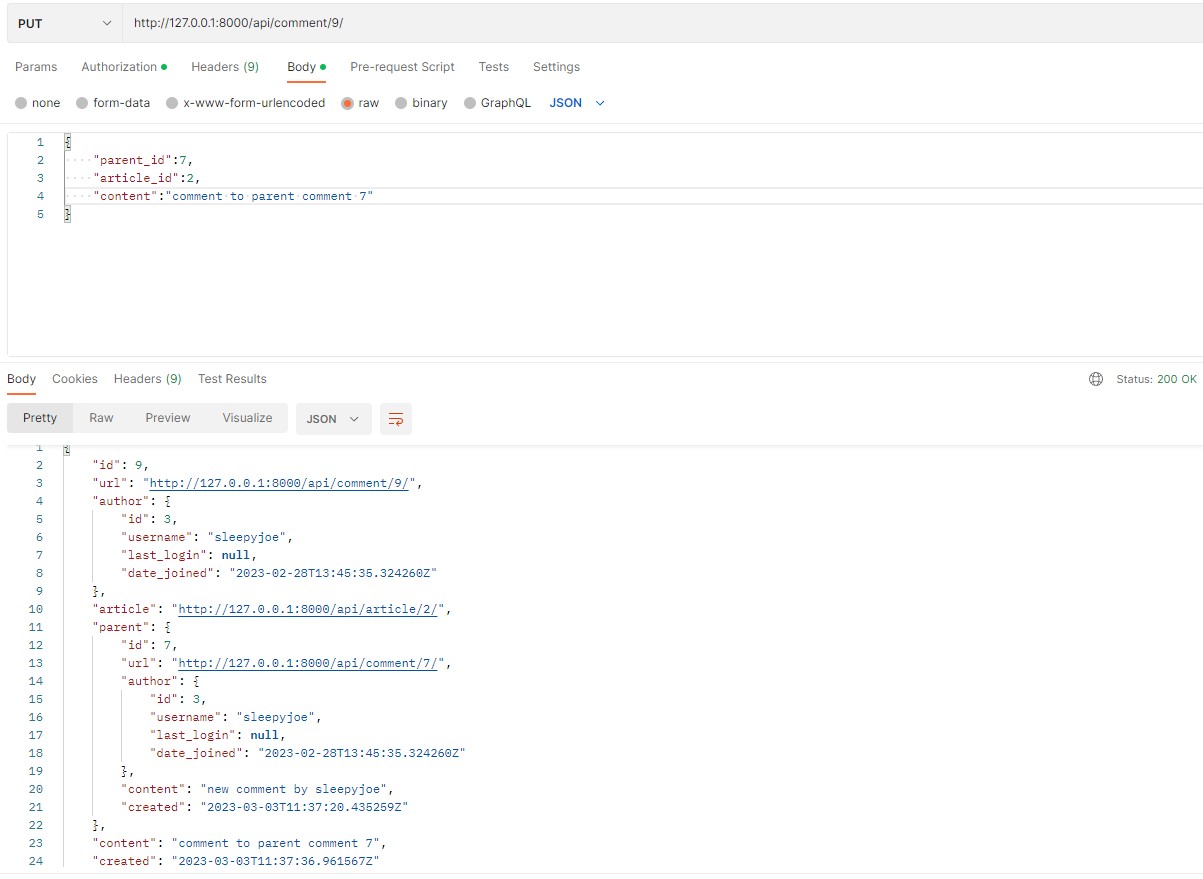 PUT http://127.0.0.1:8000/api/comment/9/
Params Authorization Headers (9) Body Pre-request Script Tests Settings
none form-data x-www-form-urlencoded raw binary GraphQL JSON
1 {
2 "parent_id":7,
3 "article_id":2,
4 "content":"comment to parent comment 7"
5 }
Body Cookies Headers (9) Test Results Status: 200 OK
Pretty Raw Preview Visualize JSON
1 {
2 "id": 9,
3 "url": "http://127.0.0.1:8000/api/comment/9/",
4 "author": {
5 "id": 3,
6 "username": "sleepyjoe",
7 "last_login": null,
8 "date_joined": "2023-02-28T13:45:35.324260Z"
9 },
10 "article": "http://127.0.0.1:8000/api/article/2/",
11 "parent": {
12 "id": 7,
13 "url": "http://127.0.0.1:8000/api/comment/7/",
14 "author": {
15 "id": 3,
16 "username": "sleepyjoe",
17 "last_login": null,
18 "date_joined": "2023-02-28T13:45:35.324260Z"
19 },
20 "content": "new comment by sleepyjoe",
21 "created": "2023-03-03T11:37:20.435259Z"
22 },
23 "content": "comment to parent comment 7",
24 "created": "2023-03-03T11:37:36.961567Z"